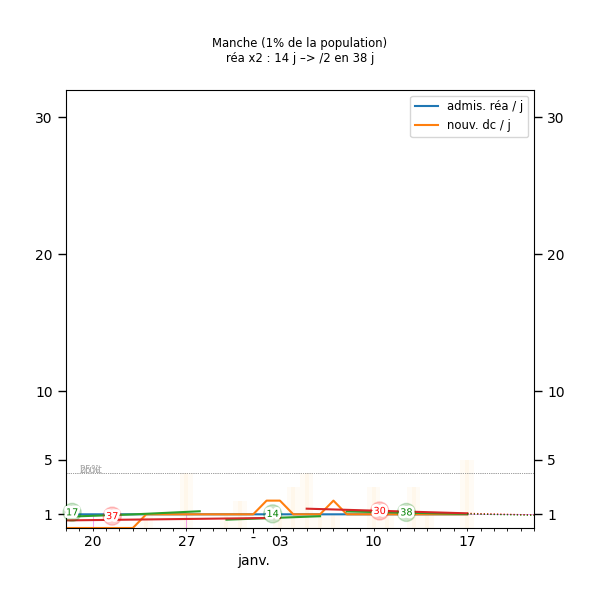 Manche (1% de la population)
réa x2 : 14 j –> /2 en 38 j
admis. réa / j
nouv. dc / j
30 30
20 20
10 10
5 5
25%
17 37 14 30 38
1 1
20 27 - 03 10 17
janv.